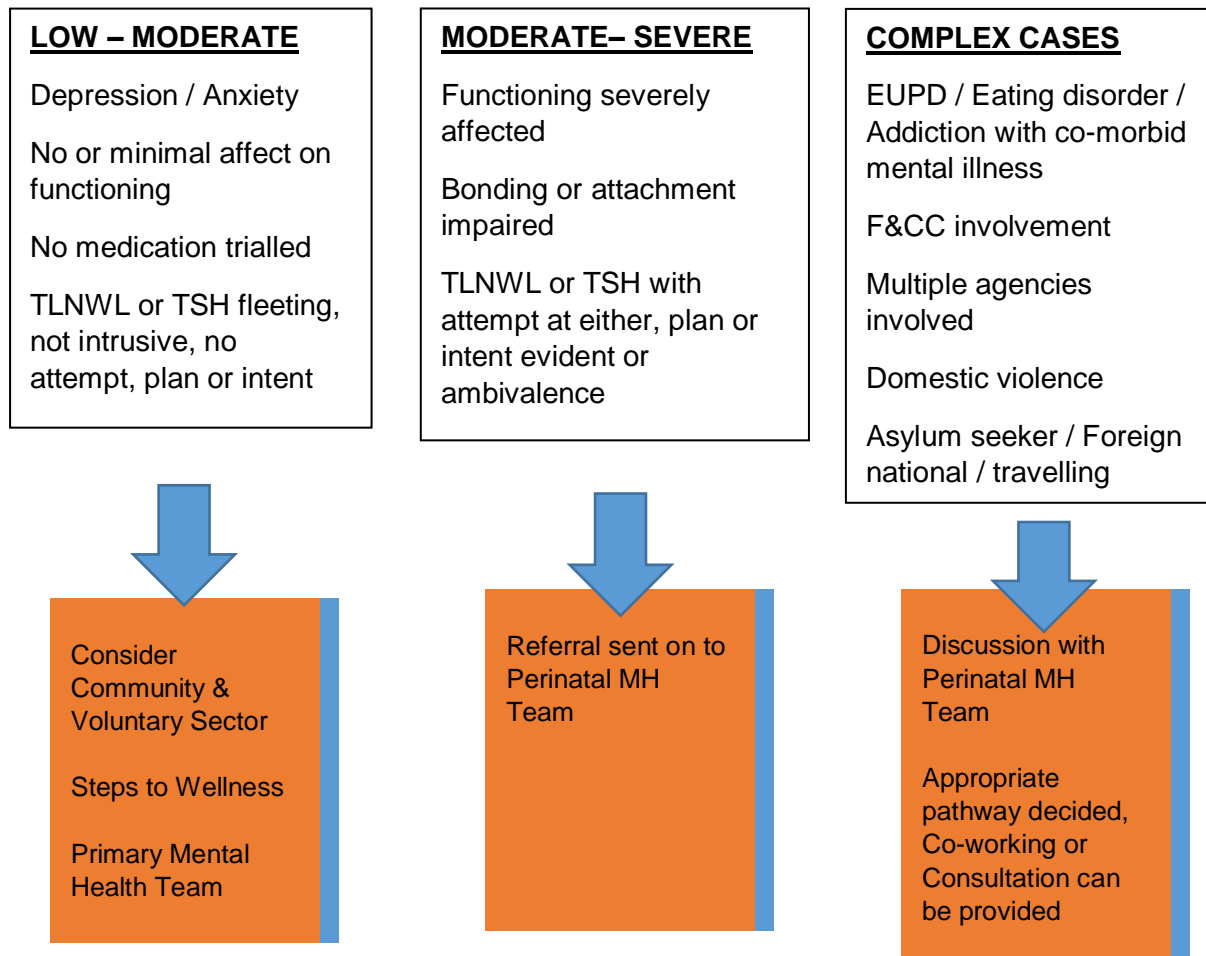 LOW – MODERATE
Depression / Anxiety
No or minimal affect on
functioning
No medication trialled
TLNWL or TSH fleeting,
not intrusive, no
attempt, plan or intent
MODERATE– SEVERE
Functioning severely
affected
Bonding or attachment
impaired
TLNWL or TSH with
attempt at either, plan or
intent evident or
ambivalence
COMPLEX CASES
EUPD / Eating disorder /
Addiction with co-morbid
mental illness
F&CC involvement
Multiple agencies
involved
Domestic violence
Asylum seeker / Foreign
national / travelling
Consider
Community &
Voluntary Sector
Steps to Wellness
Primary Mental
Health Team
Referral sent on to
Perinatal MH
Team
Discussion with
Perinatal MH
Team
Appropriate
pathway decided,
Co-working or
Consultation can
be provided